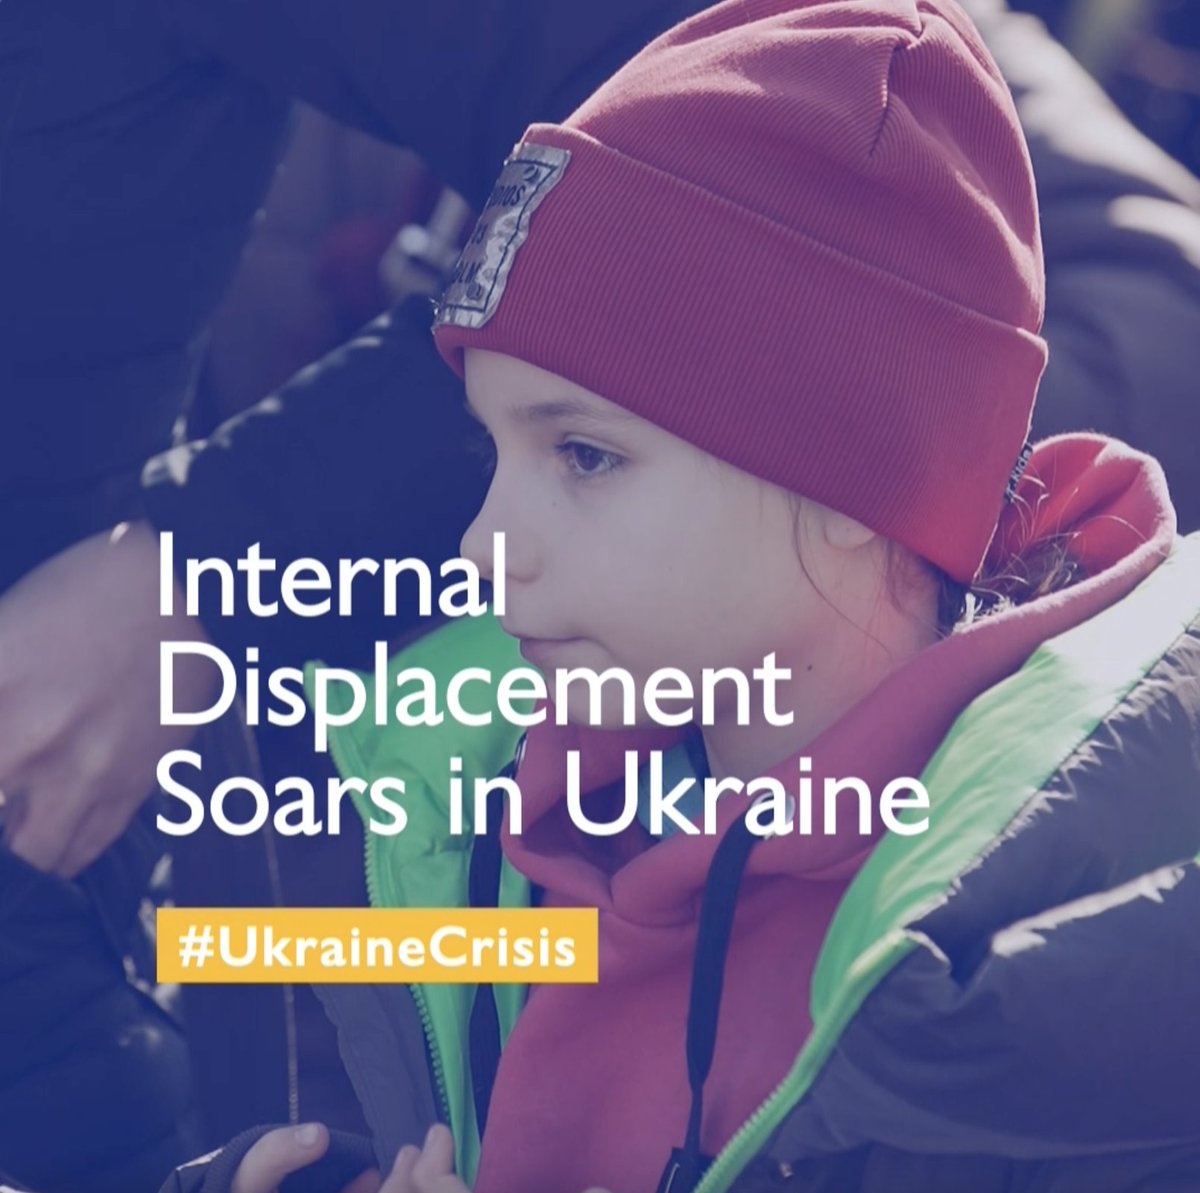 Internal
Displacement
Soars in Ukraine
#UkraineCrisis